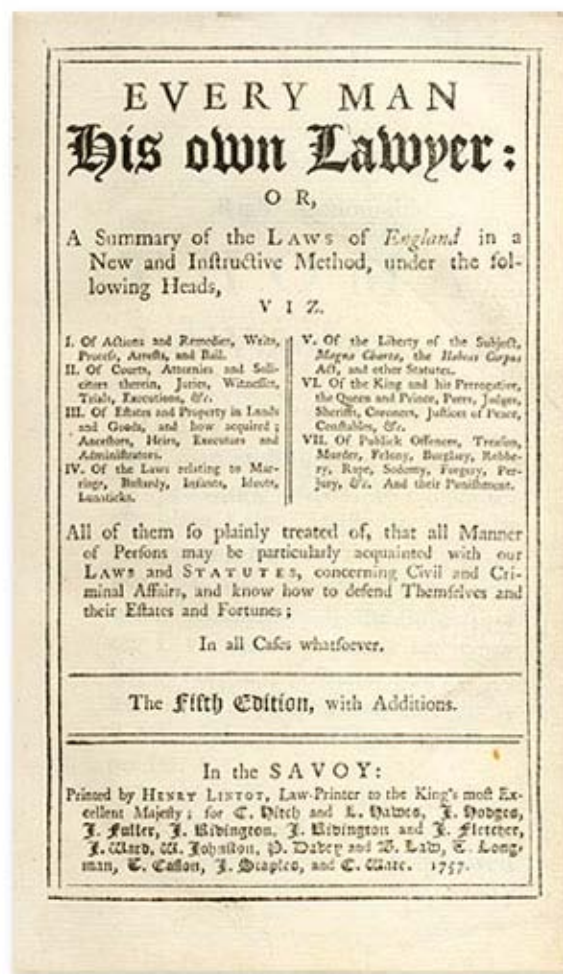 EVERY MAN
His own Lawyer:
OR,
A Summary of the LAWS of England in a
New and Inſtructive Method, under the fol-
lowing Heads,
VIZ.
I. Of Actions and Remedies, Writs,
Proceſs, Arreſts, and Bail.
II. Of Courts, Attornies and Soli-
citors therein, Juries, Witneſſes,
Trials, Executions, &c.
III. Of Eſtates and Property in Lands
and Goods, and how acquired;
Anceſtors, Heirs, Executors and
Adminiſtrators.
IV. Of the Laws relating to Mar-
riage, Baſtardy, Infants, Ideots,
Lunaticks.
V. Of the Liberty of the Subject,
Magna Charta, the Habeas Corpus
Act, and other Statutes.
VI. Of the King and his Prerogative,
the Queen and Prince, Peers, Judges,
Sheriffs, Coroners, Juſtices of Peace,
Conſtables, &c.
VII. Of Publick Offences, Treaſon,
Murder, Felony, Burglary, Robbe-
ry, Rape, Sodomy, Forgery, Per-
jury, &c. And their Puniſhment.
All of them ſo plainly treated of, that all Manner
of Perſons may be particularly acquainted with our
LAWS and STATUTES, concerning Civil and Cri-
minal Affairs, and know how to defend Themſelves and
their Eſtates and Fortunes;
In all Caſes whatſoever.
The Fifth Edition, with Additions.
In the SAVOY:
Printed by HENRY LINTOT, Law-Printer to the King's moſt Ex-
cellent Majeſty; for C. Hitch and L. Hawes, J. Hodges,
J. Fuller, J. Rivington, J. Rivington and J. Fletcher,
J. Ward, W. Johnſton, P. Davey and B. Law, T. Long-
man, T. Caſlon, J. Staples, and C. Ware. 1757.